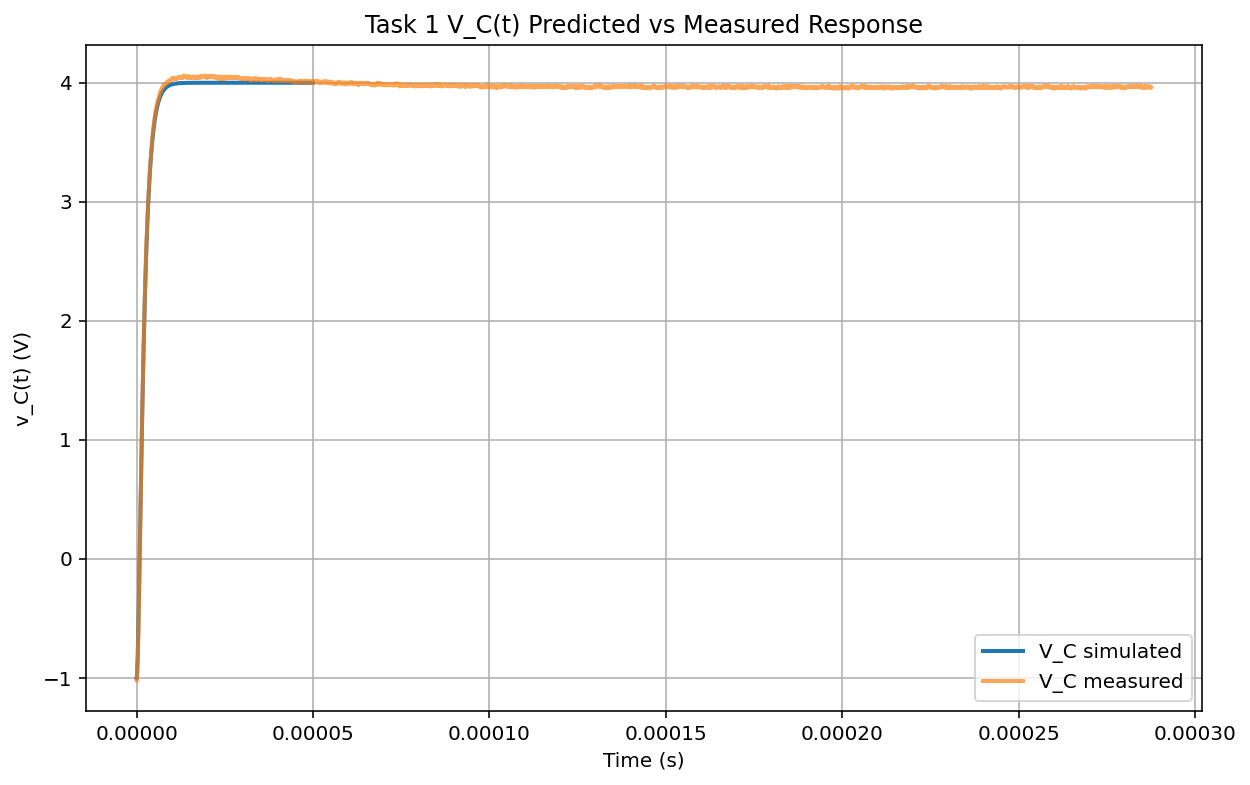 Task 1 V_C(t) Predicted vs Measured Response
4
3
2
1
0
−1
v_C(t) (V)
V_C simulated
V_C measured
0.00000 0.00005 0.00010 0.00015 0.00020 0.00025 0.00030
Time (s)